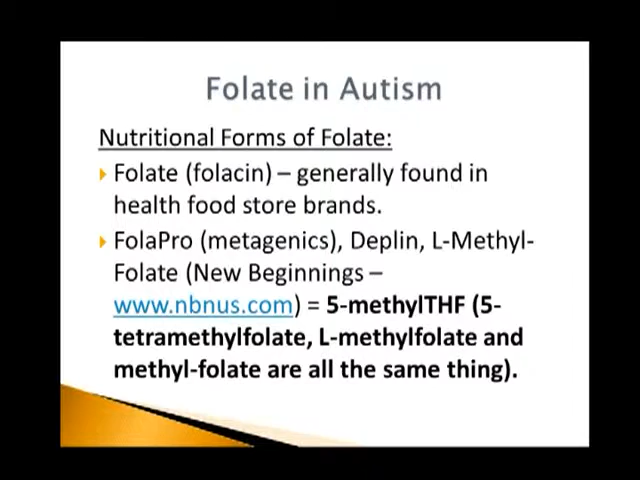 Folate in Autism
Nutritional Forms of Folate:
Folate (folacin) – generally found in
health food store brands.
FolaPro (metagenics), Deplin, L-Methyl-
Folate (New Beginnings –
www.nbnus.com) = 5-methylTHF (5-
tetramethylfolate, L-methylfolate and
methyl-folate are all the same thing).